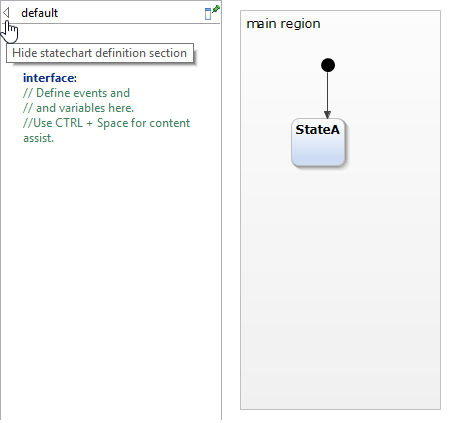 default
Hide statechart definition section
interface:
// Define events and
// and variables here.
//Use CTRL + Space for content
assist.
main region
StateA